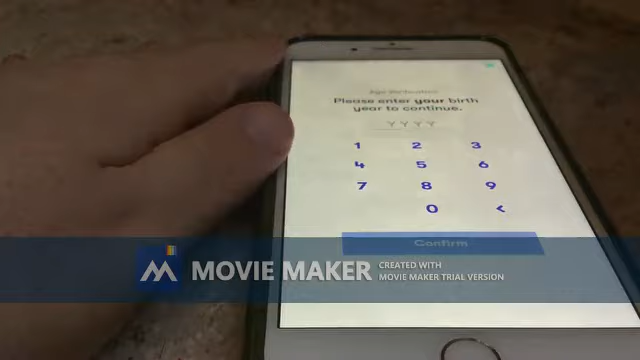 Age Verification
Please enter your birth
year to continue.
Y Y Y Y
1 2 3
4 5 6
7 8 9
0 <
Confirm
MOVIE MAKER
CREATED WITH
MOVIE MAKER TRIAL VERSION